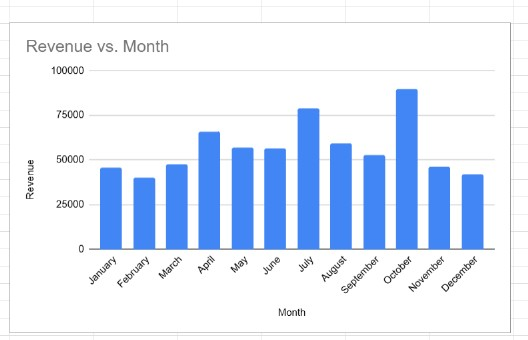 Revenue vs. Month
100000
75000
50000
25000
0
Revenue
January
February
March
April
May
June
July
August
September
October
November
December
Month